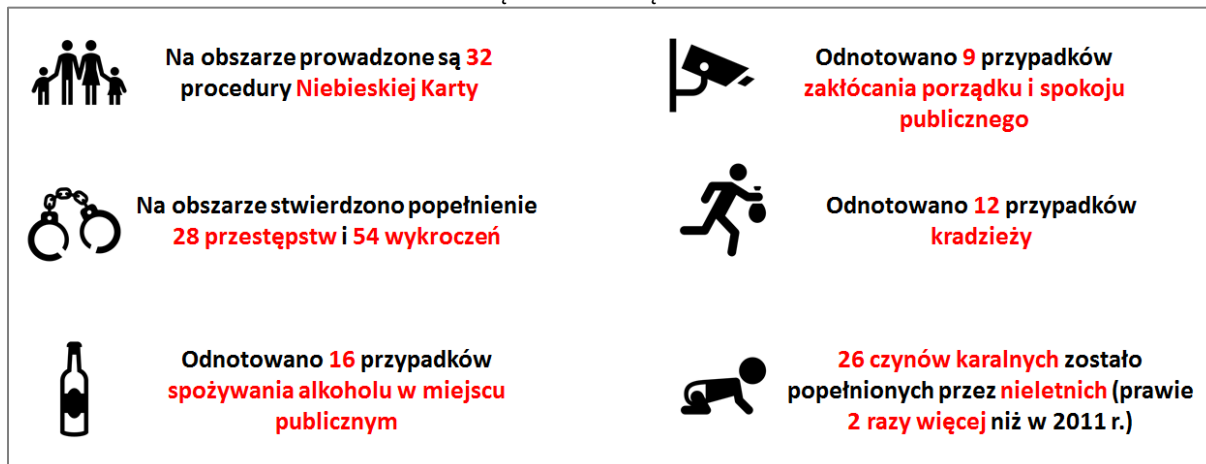 Na obszarze prowadzone są 32
procedury Niebieskiej Karty
Odnotowano 9 przypadków
zakłócania porządku i spokoju
publicznego
Na obszarze stwierdzono popełnienie
28 przestępstw i 54 wykroczeń
Odnotowano 12 przypadków
kradzieży
Odnotowano 16 przypadków
spożywania alkoholu w miejscu
publicznym
26 czynów karalnych zostało
popełnionych przez nieletnich (prawie
2 razy więcej niż w 2011 r.)